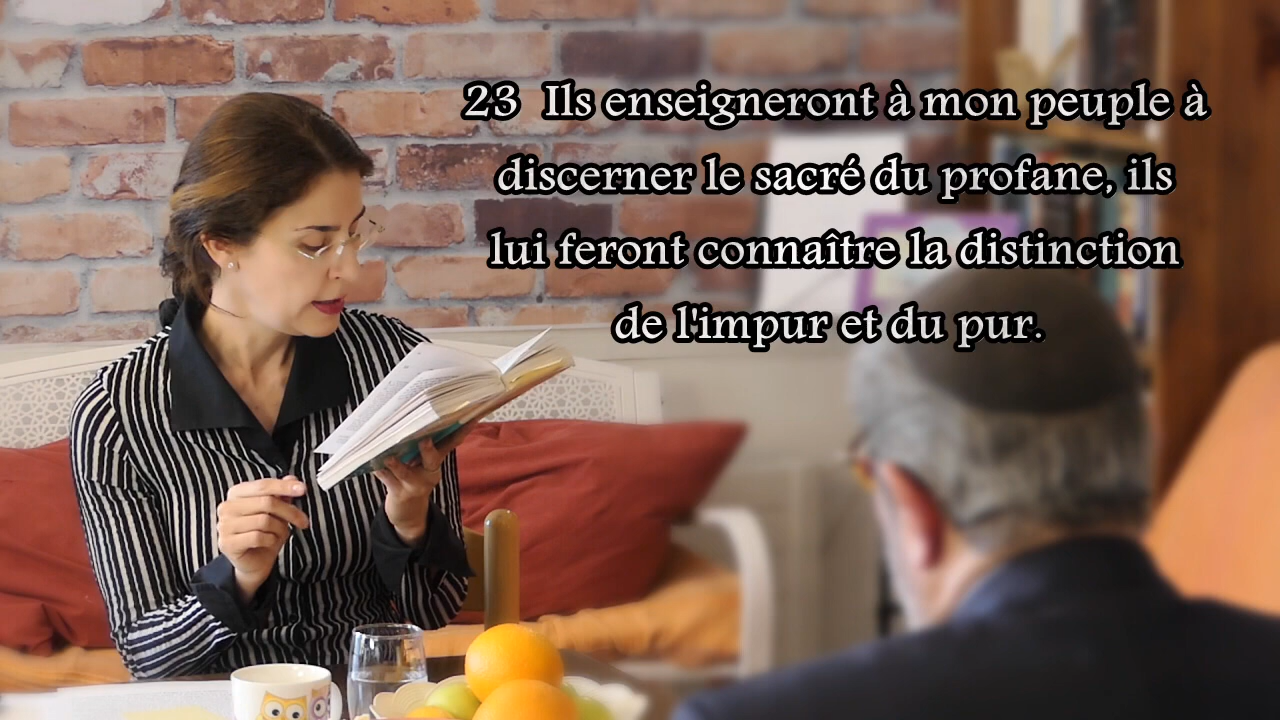 23 Ils enseigneront à mon peuple à
discerner le sacré du profane, ils
lui feront connaître la distinction
de l'impur et du pur.